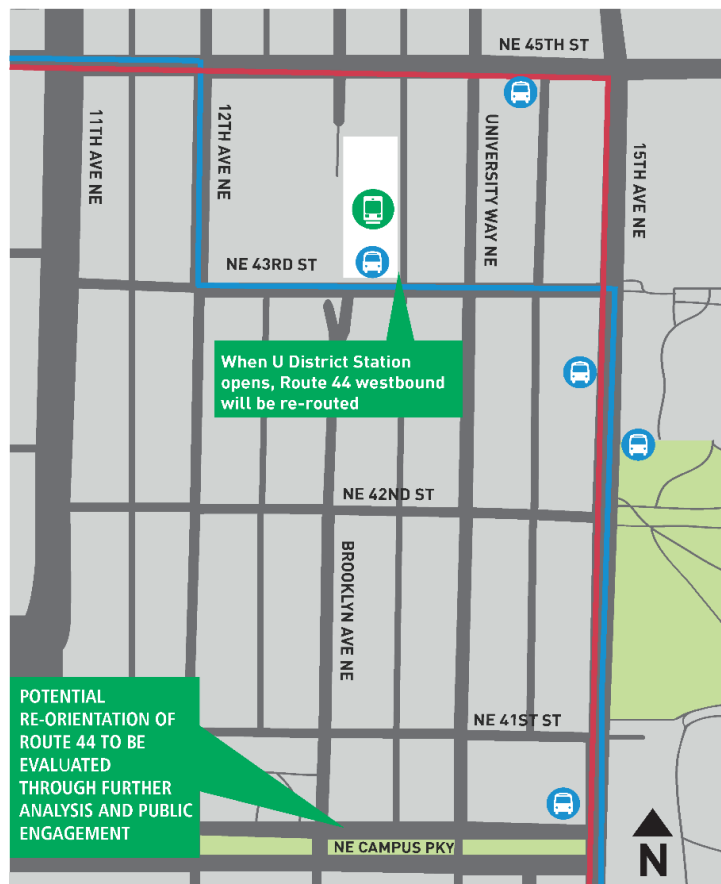 NE 45TH ST
11TH AVE NE
12TH AVE NE
UNIVERSITY WAY NE
15TH AVE NE
NE 43RD ST
When U District Station
opens, Route 44 westbound
will be re-routed
NE 42ND ST
BROOKLYN AVE NE
POTENTIAL
RE-ORIENTATION OF
ROUTE 44 TO BE
EVALUATED
THROUGH FURTHER
ANALYSIS AND PUBLIC
ENGAGEMENT
NE 41ST ST
NE CAMPUS PKY
N